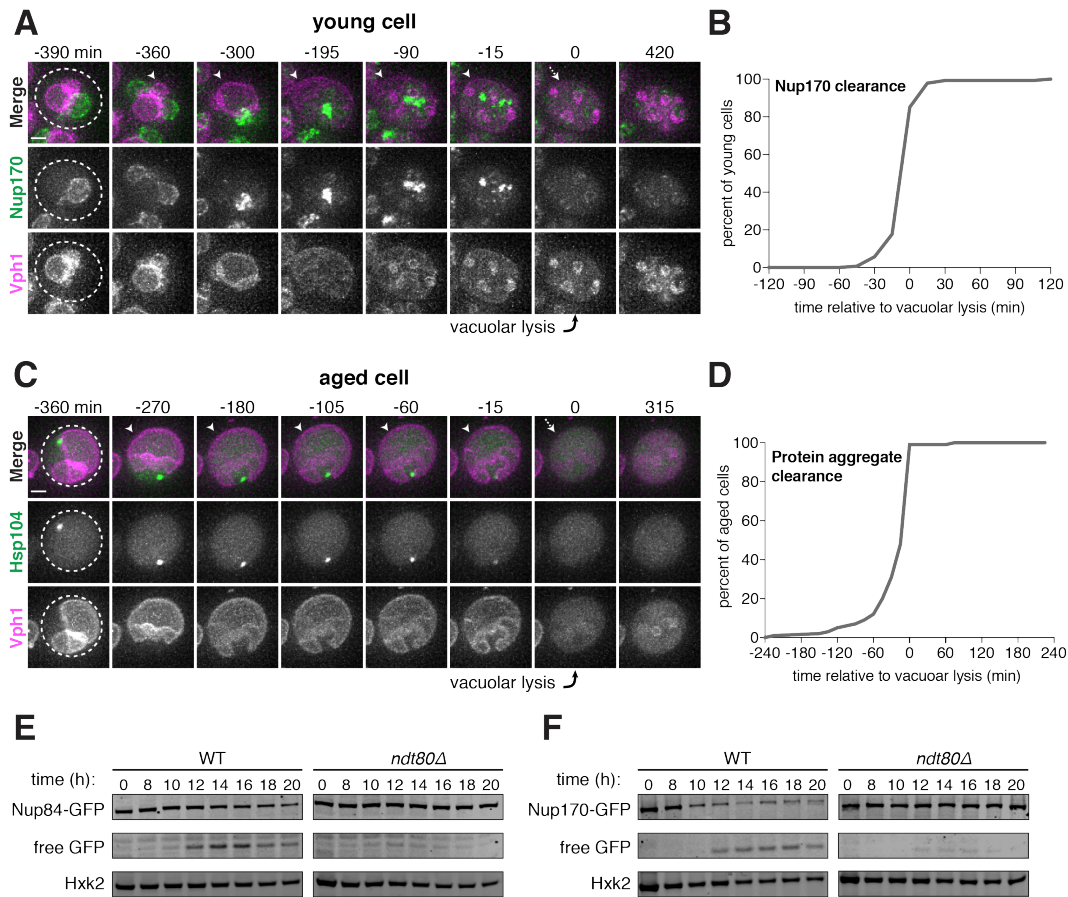 A
young cell
-390 min -360 -300 -195 -90 -15 0 420
Merge
Nup170
Vph1
vacuolar lysis
B
Nup170 clearance
percent of young cells
100
80
60
40
20
0
-120 -90 -60 -30 0 30 60 90 120
time relative to vacuolar lysis (min)
C
aged cell
-360 min -270 -180 -105 -60 -15 0 315
Merge
Hsp104
Vph1
vacuolar lysis
D
Protein aggregate
clearance
percent of aged cells
100
80
60
40
20
0
-240 -180 -120 -60 0 60 120 180 240
time relative to vacuoar lysis (min)
E
WT ndt80Δ
time (h): 0 8 10 12 14 16 18 20 0 8 10 12 14 16 18 20
Nup84-GFP
free GFP
Hxk2
F
WT ndt80Δ
time (h): 0 8 10 12 14 16 18 20 0 8 10 12 14 16 18 20
Nup170-GFP
free GFP
Hxk2